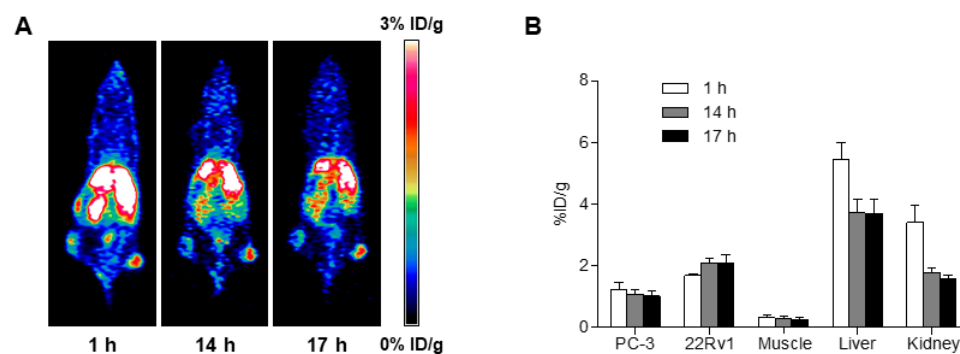 A
3% ID/g
0% ID/g
1 h
14 h
17 h
B
8
6
4
2
0
%ID/g
1 h
14 h
17 h
PC-3
22Rv1
Muscle
Liver
Kidney